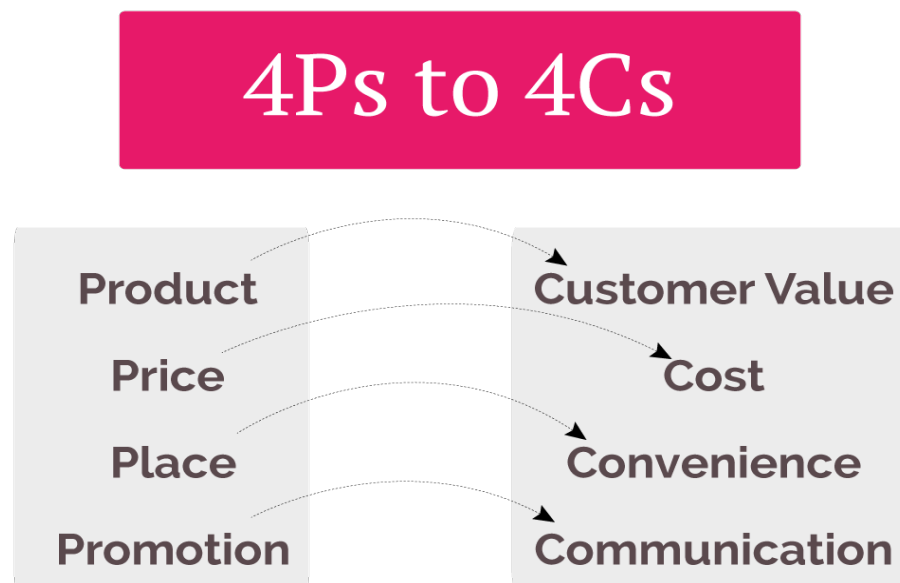 4Ps to 4Cs
Product
Customer Value
Price
Cost
Place
Convenience
Promotion
Communication